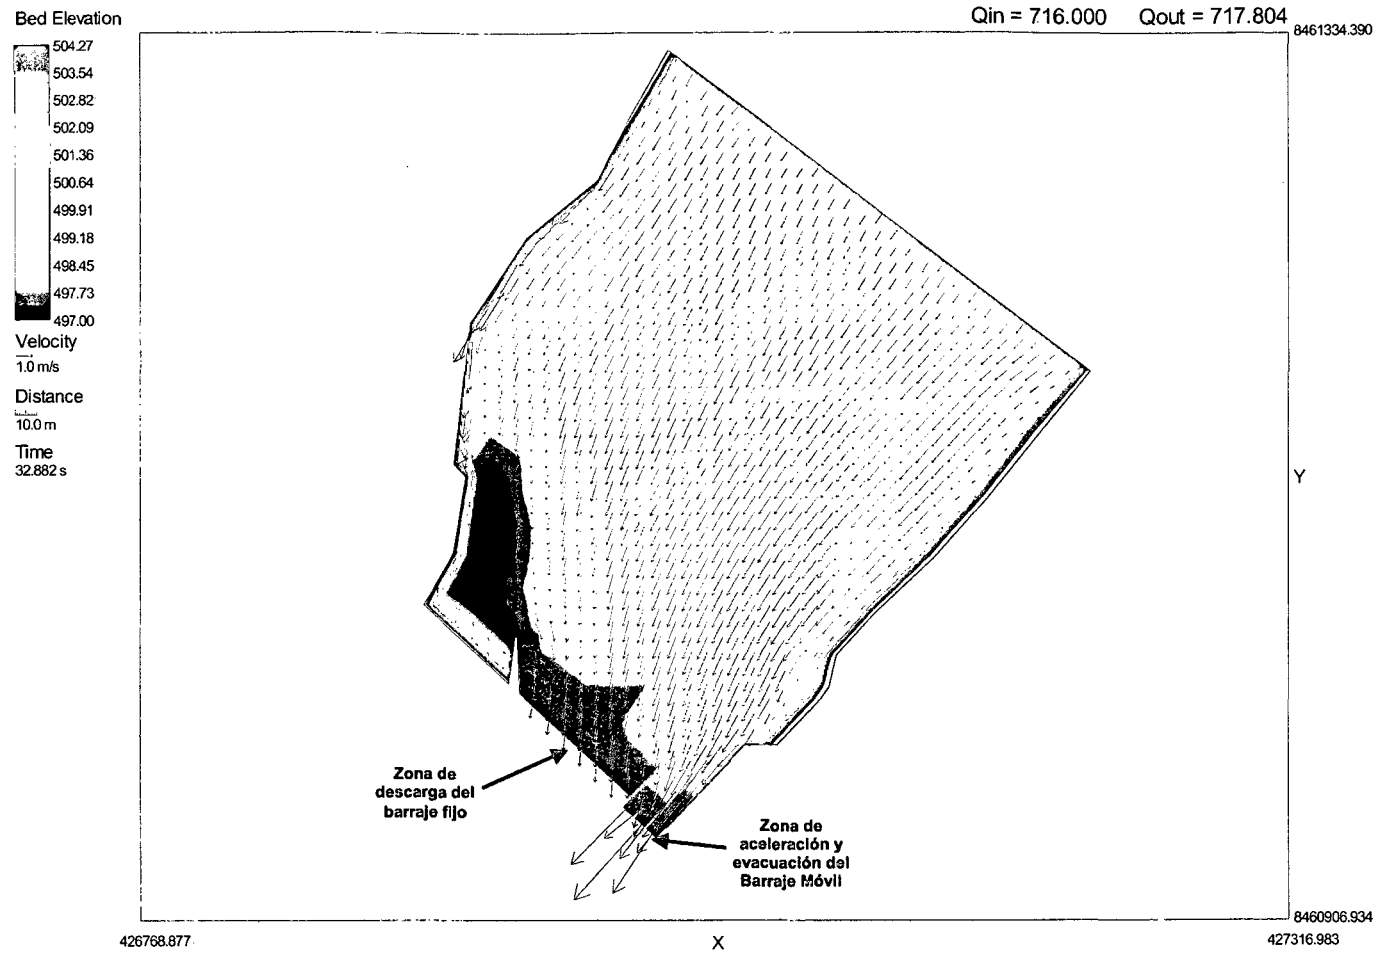 Bed Elevation
Qin = 716.000 Qout = 717.804
504.27
503.54
502.82
502.09
501.36
500.64
499.91
499.18
498.45
497.73
497.00
Velocity
1.0 m/s
Distance
10.0 m
Time
32.882 s
8461334.390
Y
Zona de
descarga del
barraje fijo
Zona de
aceleración y
evacuación del
Barraje Móvil
8460906.934
426768.877
X
427316.983